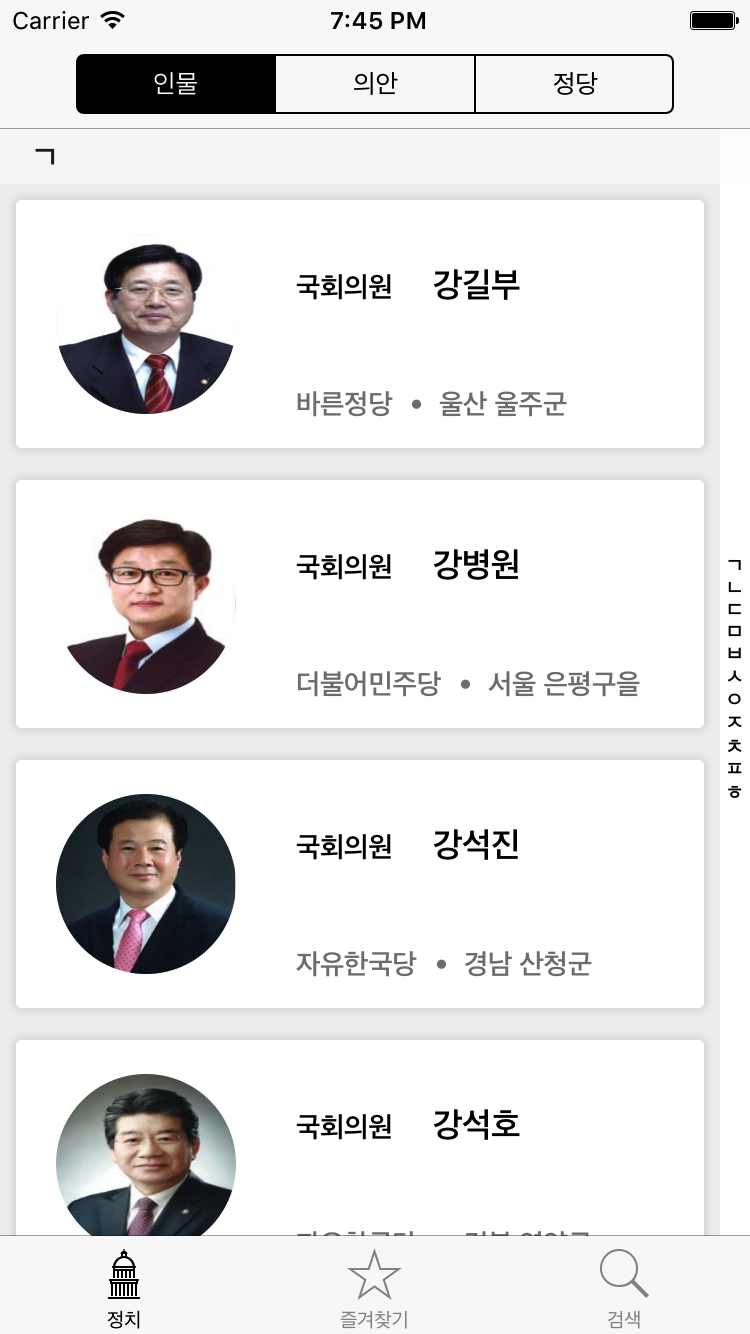 Carrier 7:45 PM
인물 의안 정당
ㄱ
국회의원 강길부
바른정당 • 울산 울주군
국회의원 강병원
더불어민주당 • 서울 은평구을
국회의원 강석진
자유한국당 • 경남 산청군
국회의원 강석호
ㄱ
ㄴ
ㄷ
ㅁ
ㅂ
ㅅ
ㅇ
ㅈ
ㅊ
ㅍ
ㅎ
정치 즐겨찾기 검색